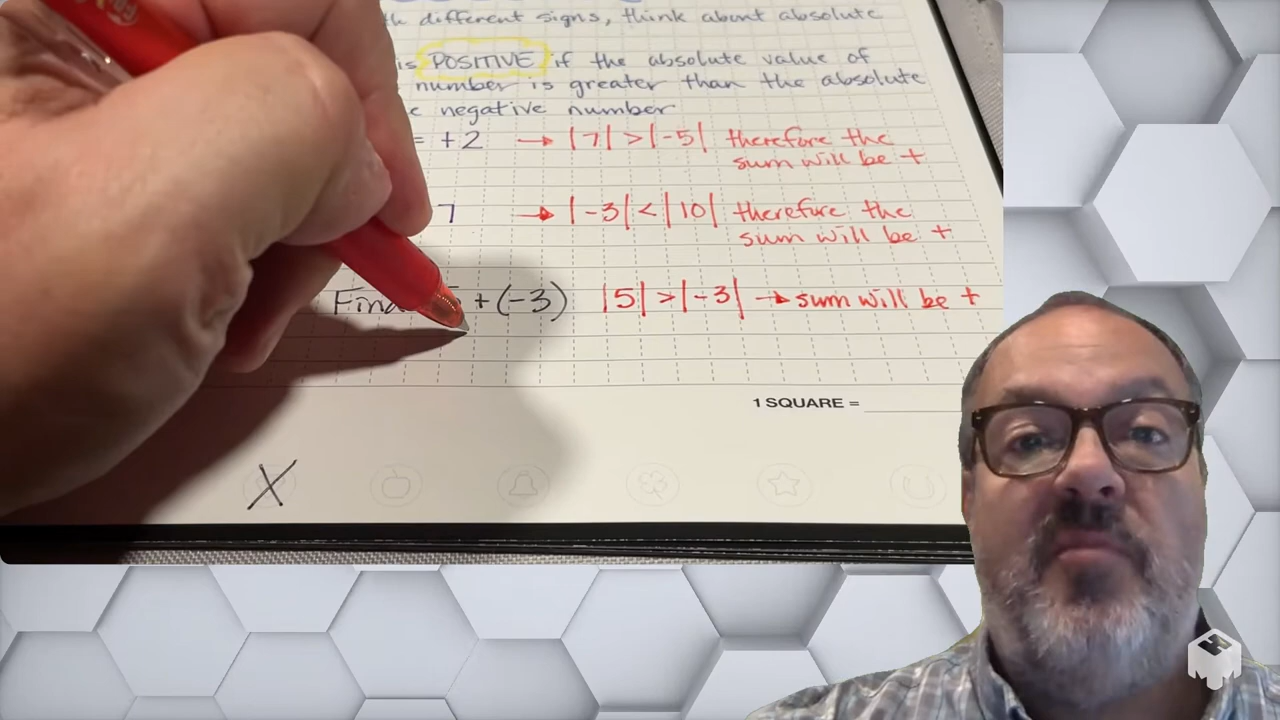 different signs, think about absolute
is POSITIVE if the absolute value of
number is greater than the absolute
negative number
= +2 → |7| > |-5| therefore the
sum will be +
7 → |-3| < |10| therefore the
sum will be +
Find + (-3) |5| > |-3| → sum will be +
1 SQUARE =
X